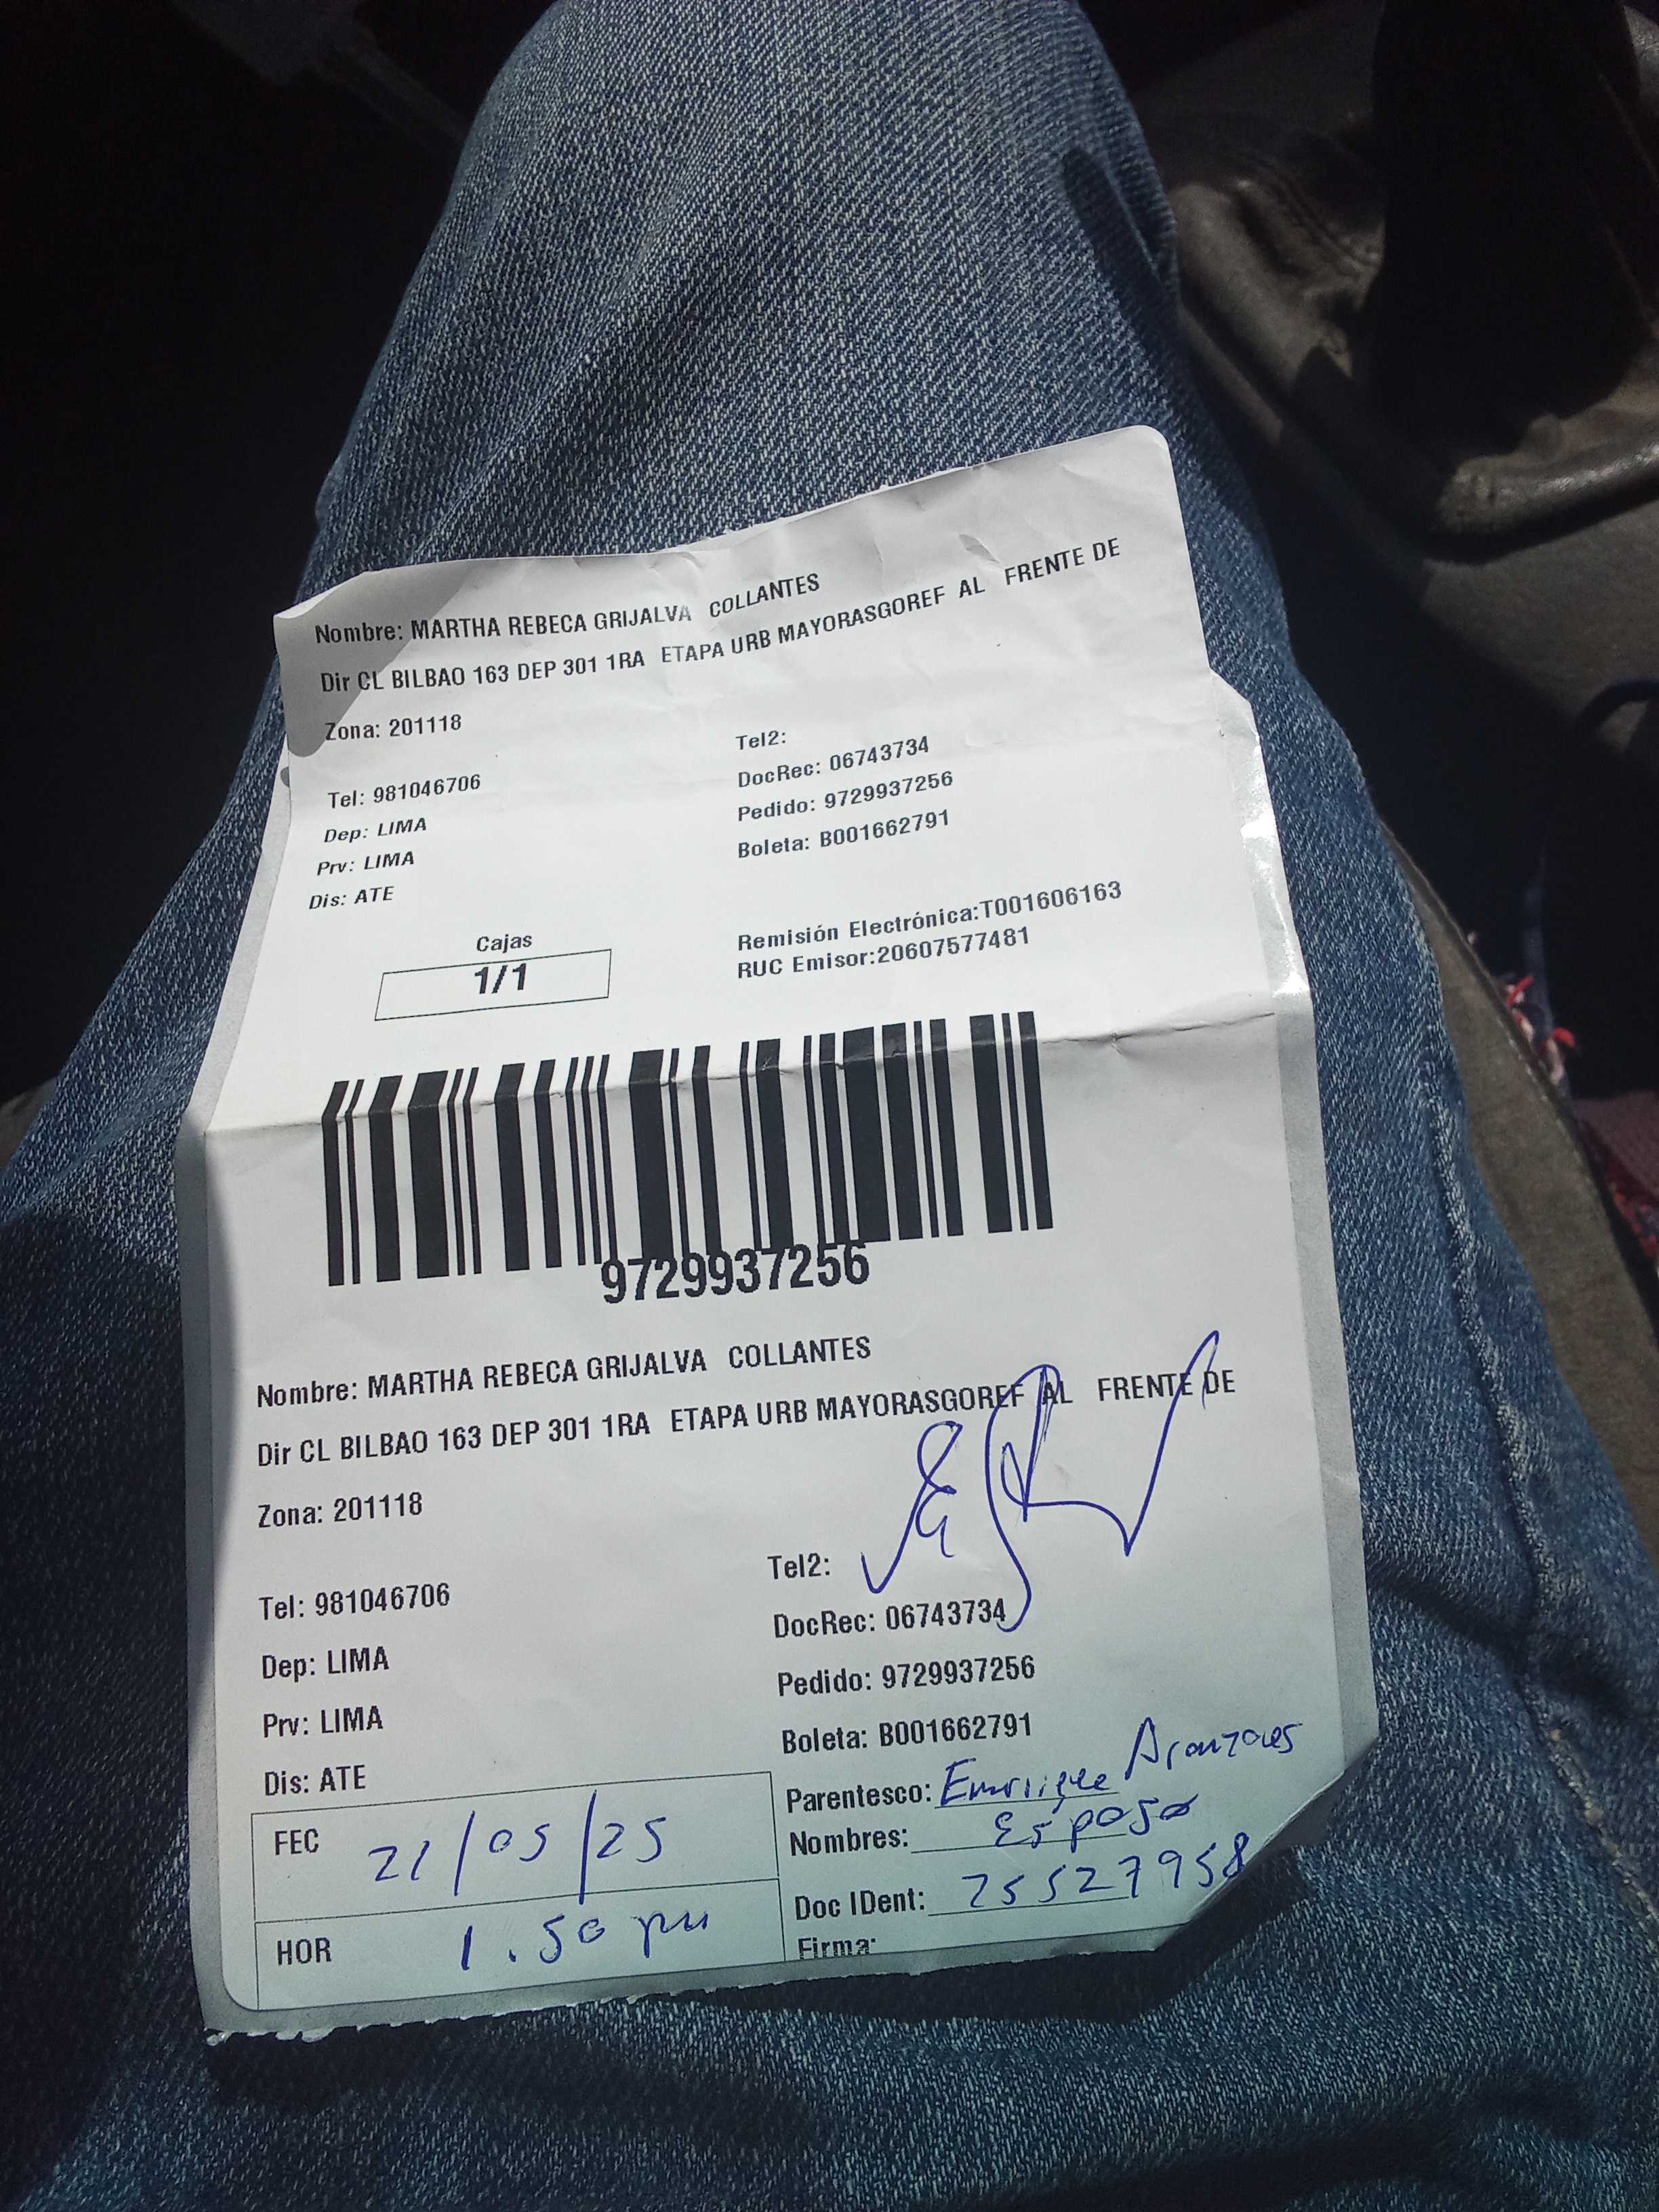 Nombre: MARTHA REBECA GRIJALVA COLLANTES
Dir CL BILBAO 163 DEP 301 1RA ETAPA URB MAYORASGOREF AL FRENTE DE
Zona: 201118
Tel2:
Tel: 981046706
DocRec: 06743734
Dep: LIMA
Pedido: 9729937256
Prv: LIMA
Boleta: B001662791
Dis: ATE
Cajas
1/1
Remisión Electrónica:T001606163
RUC Emisor:20607577481
9729937256
Nombre: MARTHA REBECA GRIJALVA COLLANTES
Dir CL BILBAO 163 DEP 301 1RA ETAPA URB MAYORASGOREF AL FRENTE DE
Zona: 201118
Tel2:
Tel: 981046706
DocRec: 06743734
Dep: LIMA
Pedido: 9729937256
Prv: LIMA
Boleta: B001662791
Dis: ATE
Parentesco:
Nombres: Esposo
FEC 21/05/25
Doc IDent: 25527958
HOR 1.50 pm
Firma: